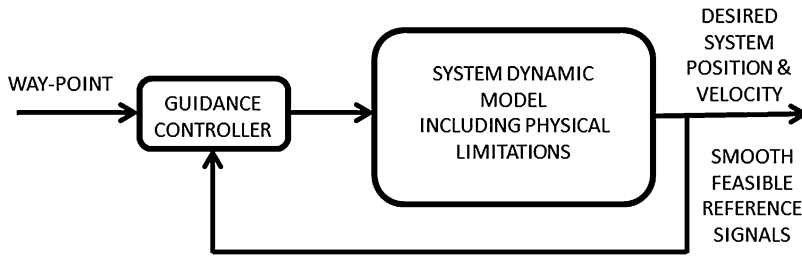 WAY-POINT
GUIDANCE
CONTROLLER
SYSTEM DYNAMIC
MODEL
INCLUDING PHYSICAL
LIMITATIONS
DESIRED
SYSTEM
POSITION &
VELOCITY
SMOOTH
FEASIBLE
REFERENCE
SIGNALS